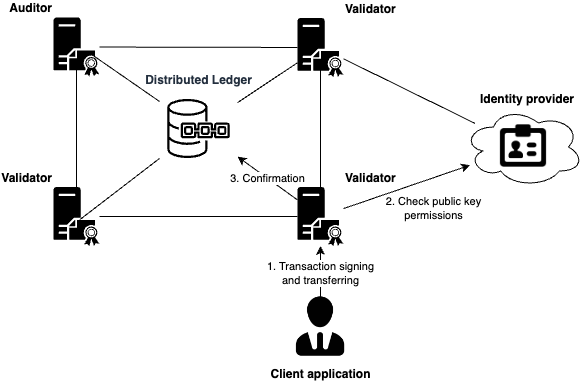 Auditor
Validator
Distributed Ledger
Identity provider
Validator
Validator
3. Confirmation
2. Check public key
permissions
1. Transaction signing
and transferring
Client application